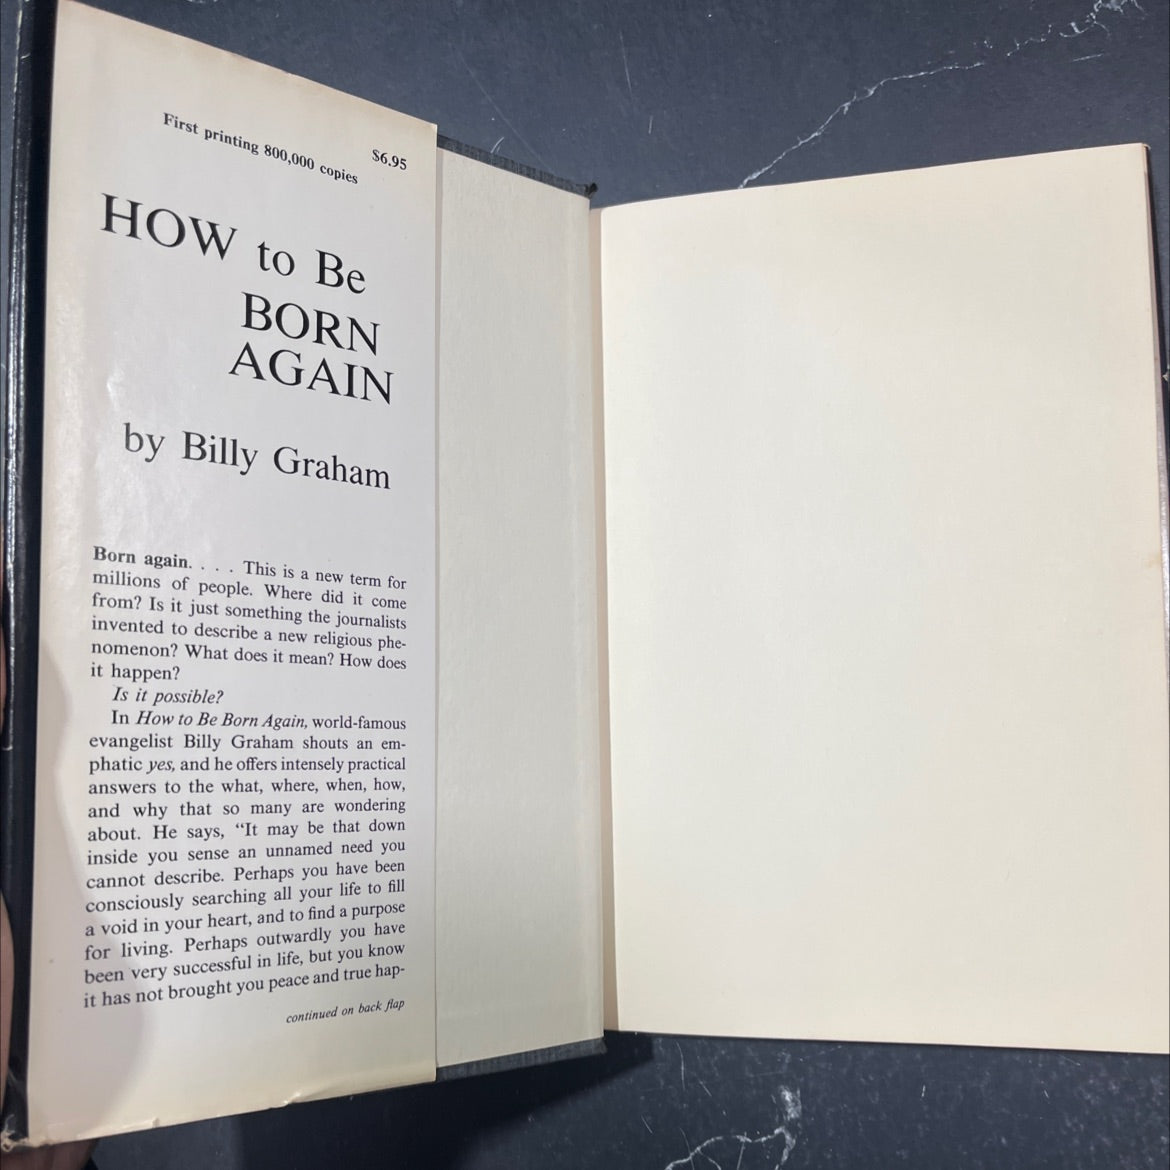 First printing 800,000 copies
$6.95
HOW to Be
BORN
AGAIN
by Billy Graham
Born again. . . . This is a new term for
millions of people. Where did it come
from? Is it just something the journalists
invented to describe a new religious phe-
nomenon? What does it mean? How does
it happen?
Is it possible?
In How to Be Born Again, world-famous
evangelist Billy Graham shouts an em-
phatic yes, and he offers intensely practical
answers to the what, where, when, how,
and why that so many are wondering
about. He says, “It may be that down
inside you sense an unnamed need you
cannot describe. Perhaps you have been
consciously searching all your life to fill
a void in your heart, and to find a purpose
for living. Perhaps outwardly you have
been very successful in life, but you know
it has not brought you peace and true hap-
continued on back flap